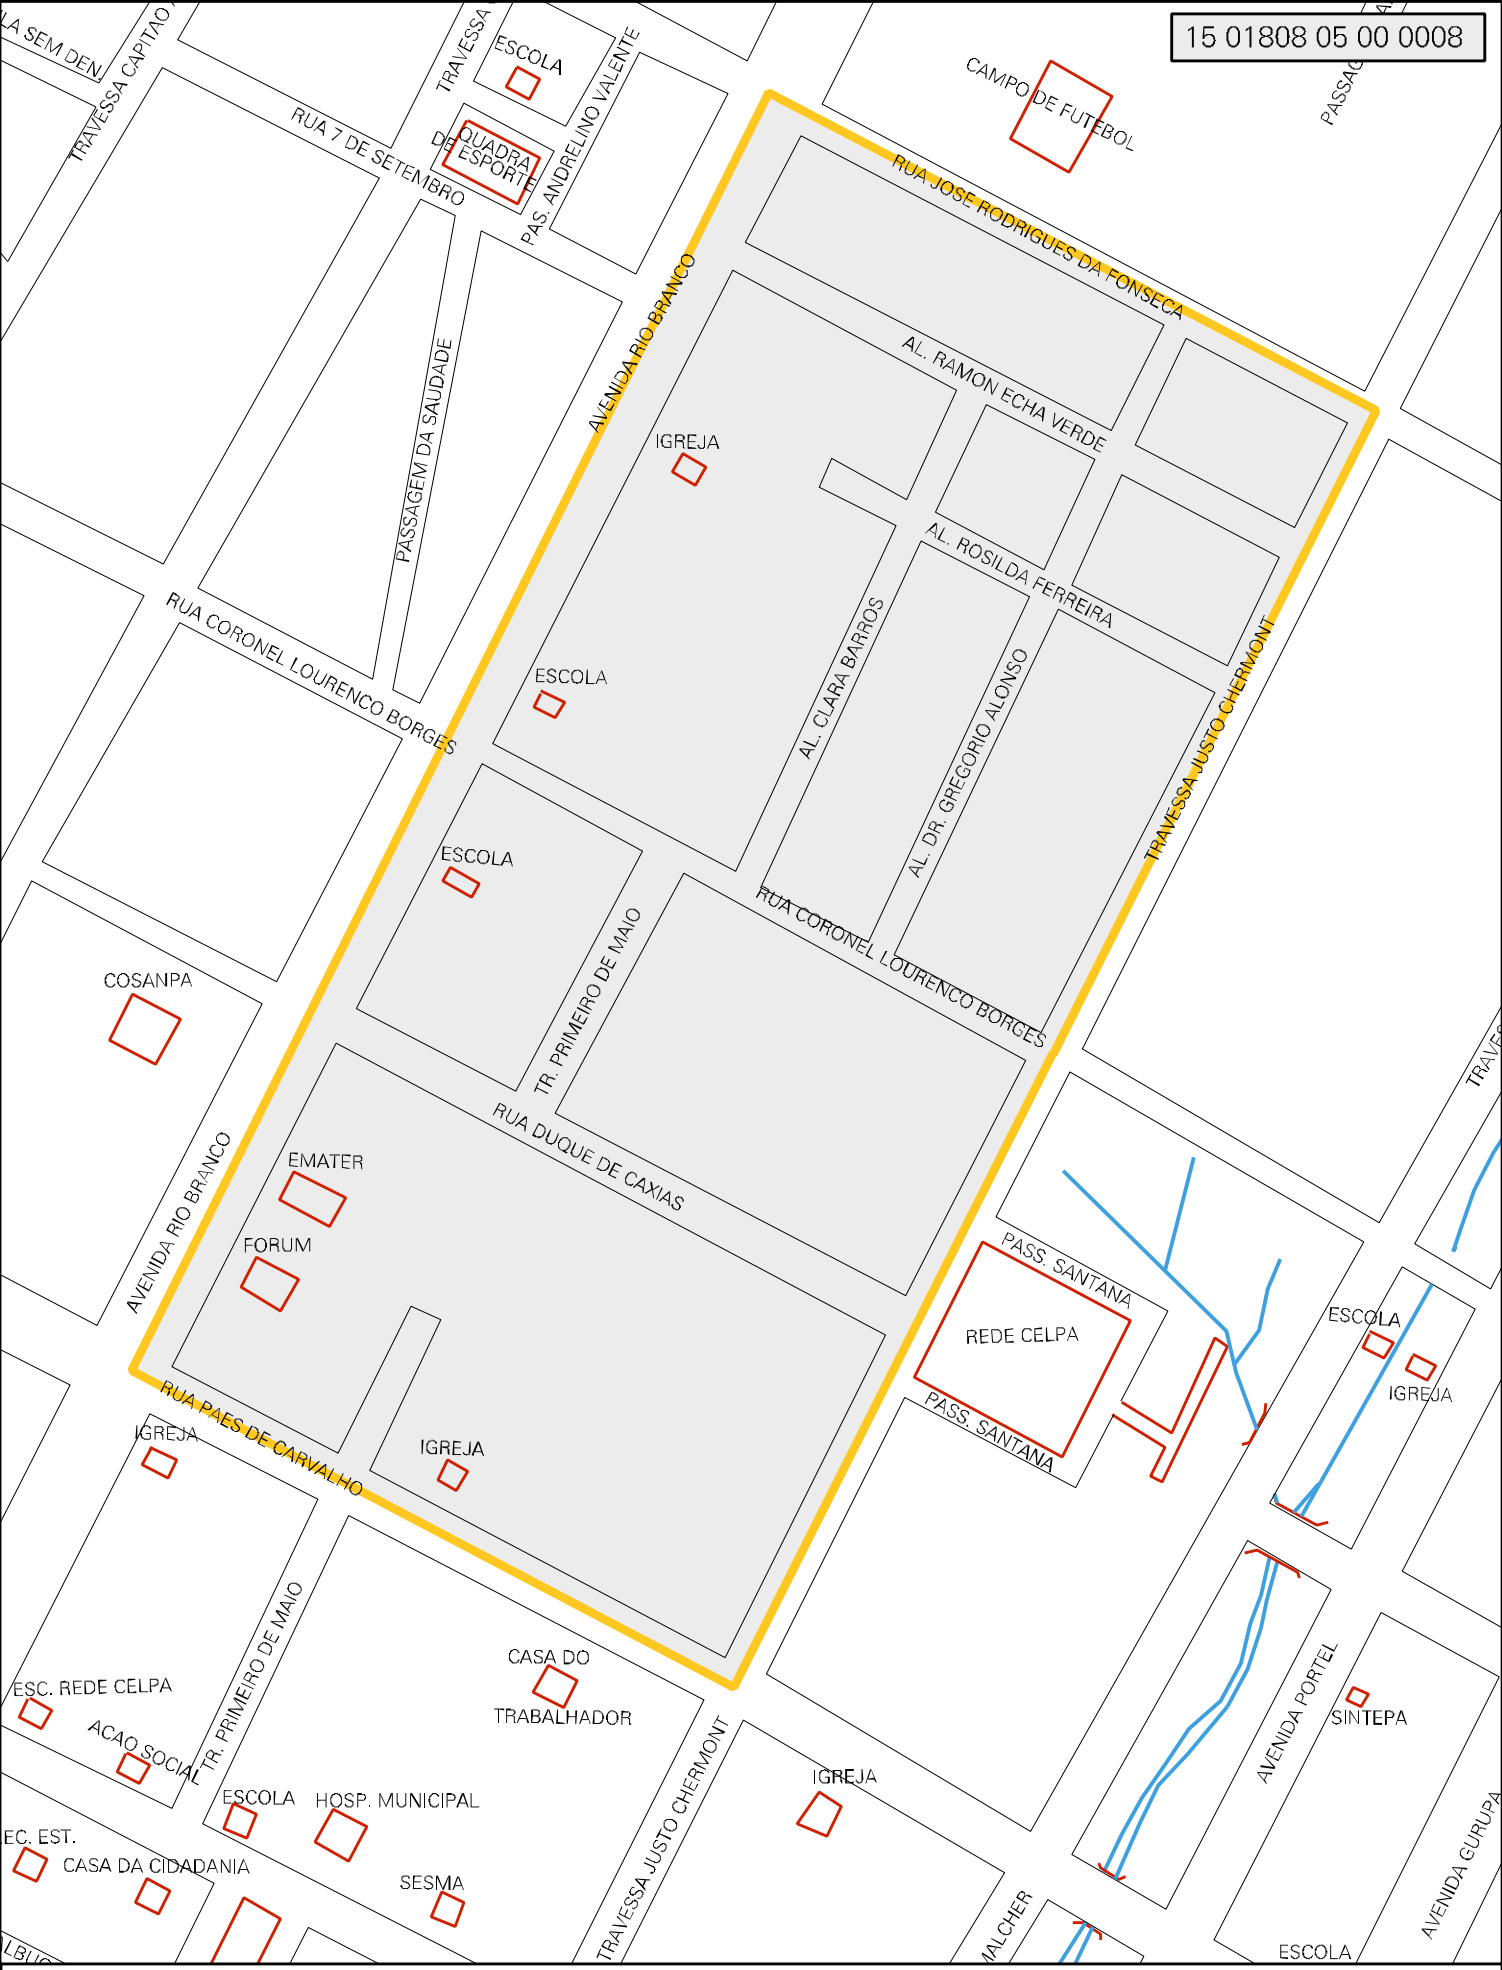 15 01808 05 00 0008
TRAVESSA CAPITAO
TRAVESSA
ESCOLA
SEM DEN.
PAS. ANDRELINO VALENTE
CAMPO DE FUTEBOL
RUA 7 DE SETEMBRO
QUADRA
DE ESPORTE
RUA JOSE RODRIGUES DA FONSECA
AVENIDA RIO BRANCO
PASSAGEM DA SAUDADE
AL. RAMON ECHA VERDE
IGREJA
AL. ROSILDA FERREIRA
RUA CORONEL LOURENCO BORGES
ESCOLA
AL. CLARA BARROS
AL. DR. GREGORIO ALONSO
TRAVESSA JUSTO CHERMONT
ESCOLA
RUA CORONEL LOURENCO BORGES
TR. PRIMEIRO DE MAIO
COSANPA
RUA DUQUE DE CAXIAS
AVENIDA RIO BRANCO
EMATER
FORUM
PASS. SANTANA
REDE CELPA
ESCOLA
IGREJA
PASS. SANTANA
RUA PAES DE CARVALHO
IGREJA
IGREJA
TR. PRIMEIRO DE MAIO
CASA DO
TRABALHADOR
ESC. REDE CELPA
ACAO SOCIAL
AVENIDA PORTEL
SINTEPA
TRAVESSA JUSTO CHERMONT
IGREJA
ESCOLA
HOSP. MUNICIPAL
EC. EST.
CASA DA CIDADANIA
SESMA
AVENIDA GURUPA
MALCHER
ESCOLA